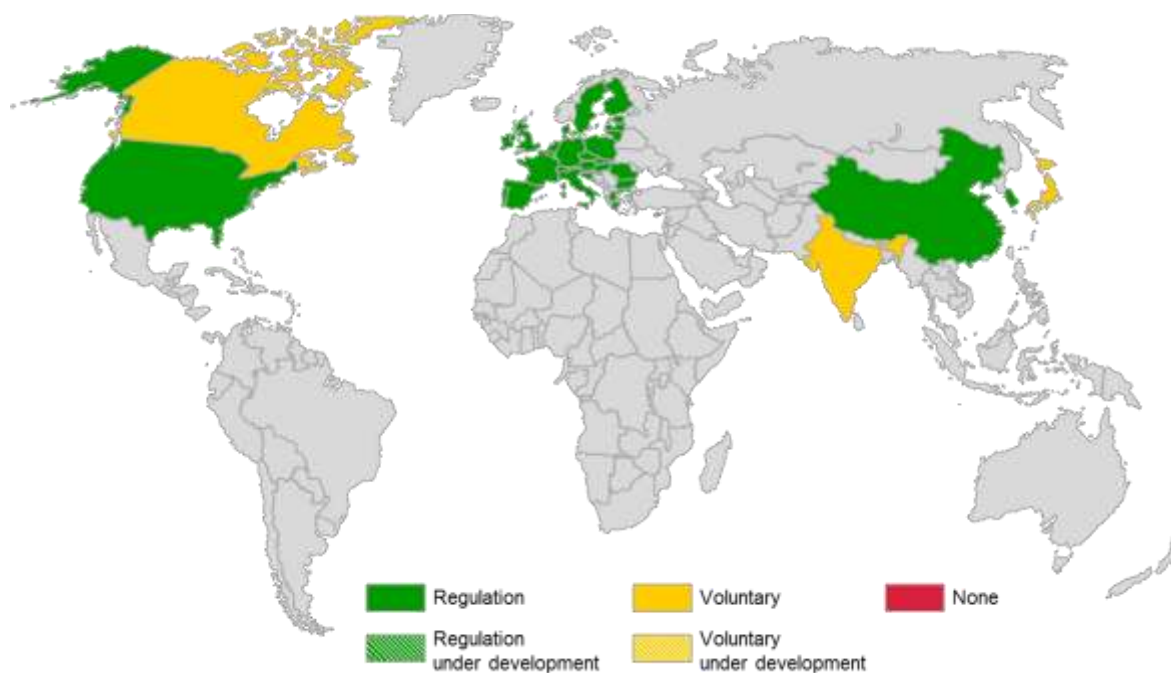 Regulation
Voluntary
None
Regulation
under development
Voluntary
under development